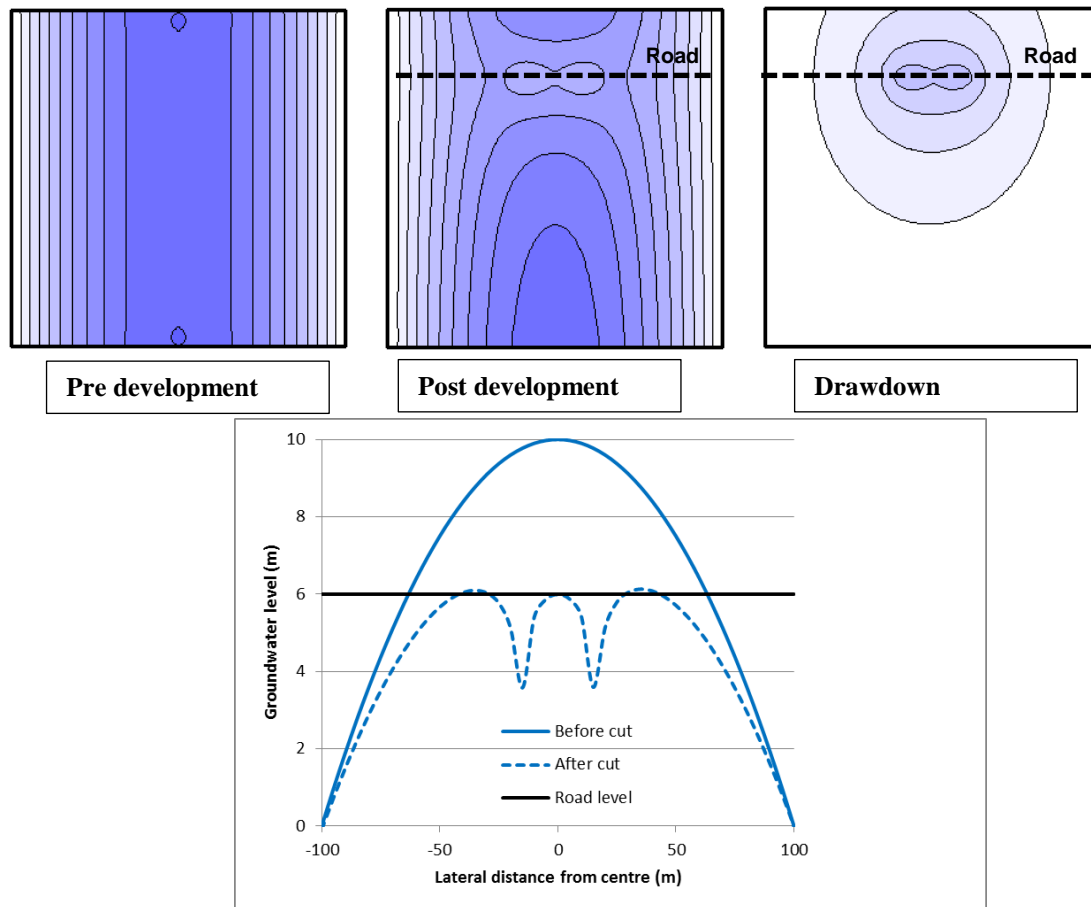 Road
Road
Pre development
Post development
Drawdown
10
8
6
4
2
0
-100
-50
0
50
100
Groundwater level (m)
Before cut
After cut
Road level
Lateral distance from centre (m)